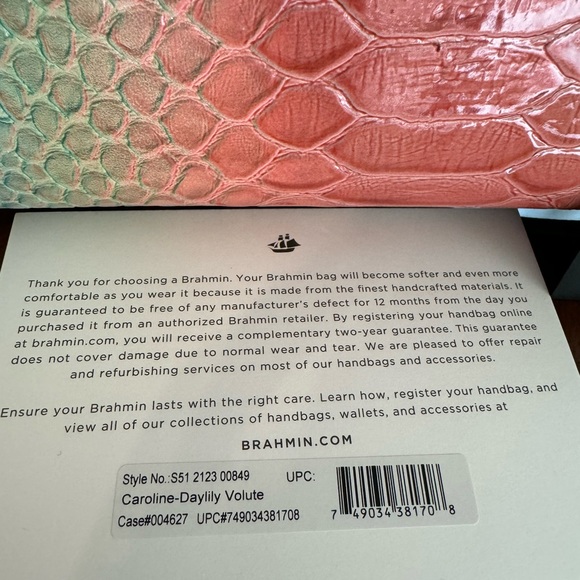 Thank you for choosing a Brahmin. Your Brahmin bag will become softer and even more
comfortable as you wear it because it is made from the finest handcrafted materials. It
is guaranteed to be free of any manufacturer's defect for 12 months from the day you
purchased it from an authorized Brahmin retailer. By registering your handbag online
at brahmin.com, you will receive a complementary two-year guarantee. This guarantee
does not cover damage due to normal wear and tear. We are pleased to offer repair
and refurbishing services on most of our handbags and accessories.
Ensure your Brahmin lasts with the right care. Learn how, register your handbag, and
view all of our collections of handbags, wallets, and accessories at
BRAHMIN.COM
Style No.:S51 2123 00849 UPC:
Caroline-Daylily Volute
Case#004627 UPC#749034381708
7 49034 38170 8